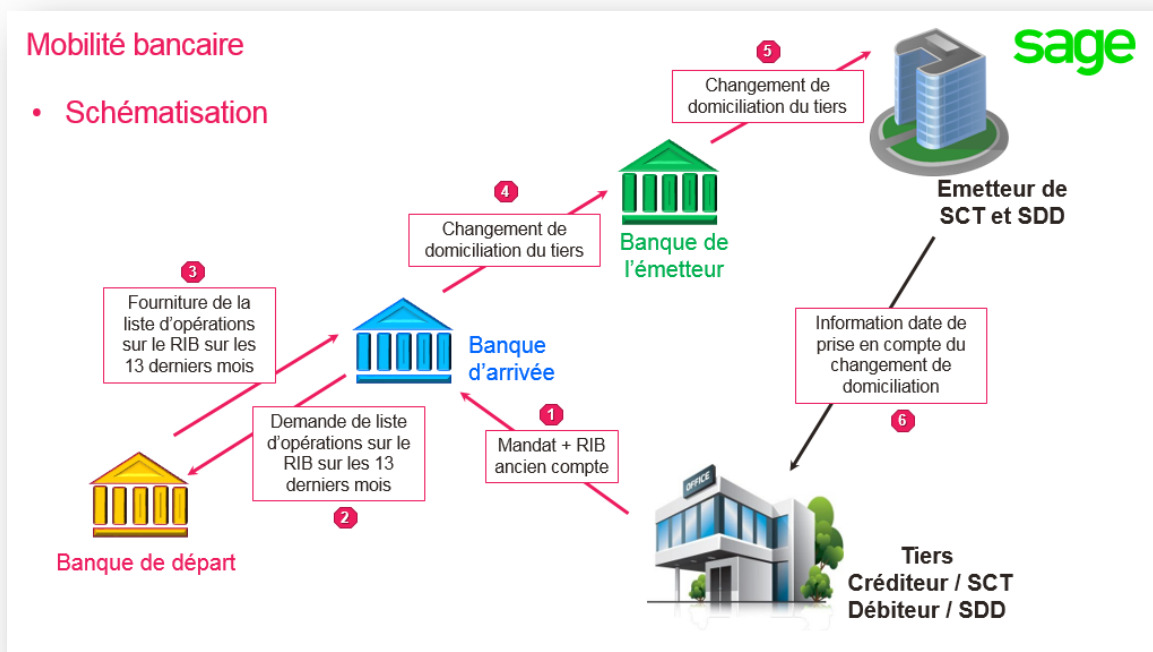 Mobilité bancaire
sage
• Schématisation
5
Changement de
domiciliation du tiers
Emetteur de
SCT et SDD
4
Changement de
domiciliation du tiers
Banque de
l'émetteur
3
Fourniture de la
liste d'opérations
sur le RIB sur les
13 derniers mois
Banque
d'arrivée
Information date de
prise en compte du
changement de
domiciliation
6
Demande de liste
d'opérations sur le
RIB sur les 13
derniers mois
2
1
Mandat + RIB
ancien compte
Banque de départ
OFFICE
Tiers
Créditeur / SCT
Débiteur / SDD